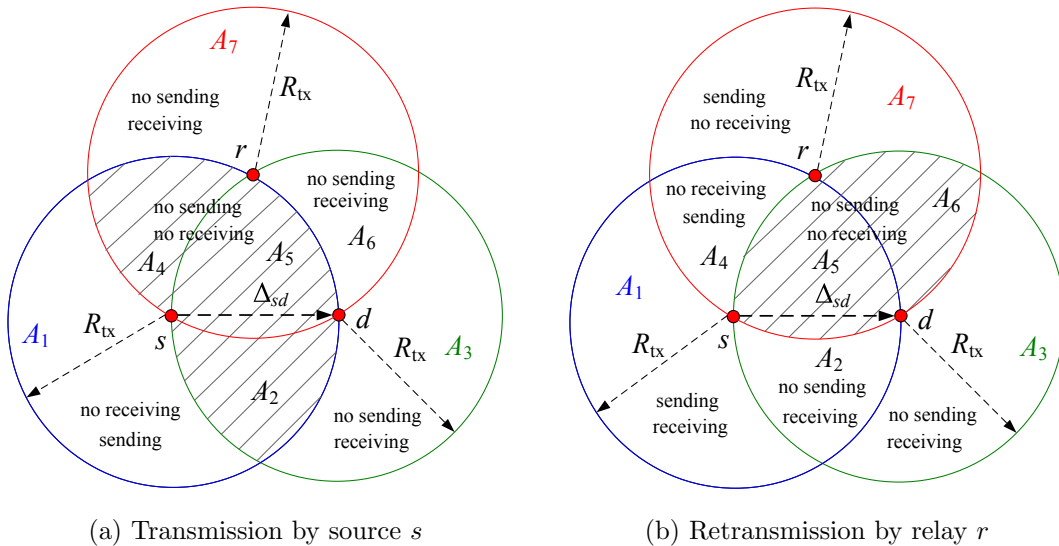 A7
no sending
receiving
Rtx
r
no sending
no receiving
no sending
receiving
A6
A5
A4
Δsd
A1
Rtx
s
d
Rtx
A3
A2
no receiving
sending
no sending
receiving
(a) Transmission by source s
sending
no receiving
Rtx
A7
r
no receiving
sending
no sending
no receiving
A6
A4
A5
Δsd
A1
Rtx
s
d
Rtx
A3
A2
no sending
receiving
sending
receiving
no sending
receiving
(b) Retransmission by relay r